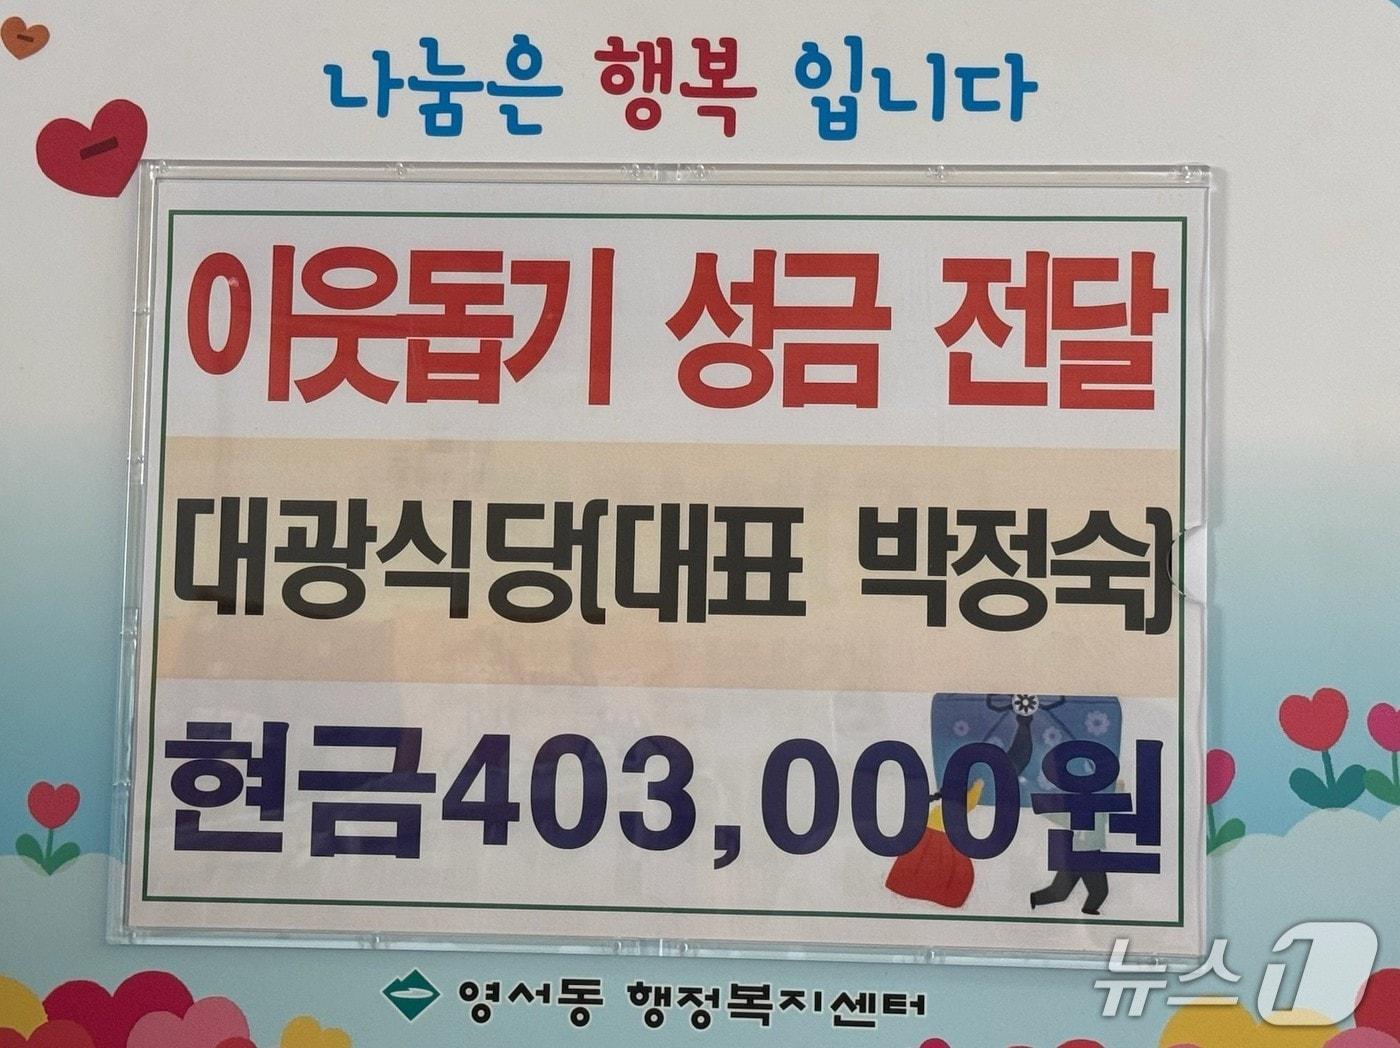 나눔은 행복 입니다
이웃돕기 성금 전달
대광식당(대표 박정숙)
현금403,000원
영서동 행정복지센터
뉴스1